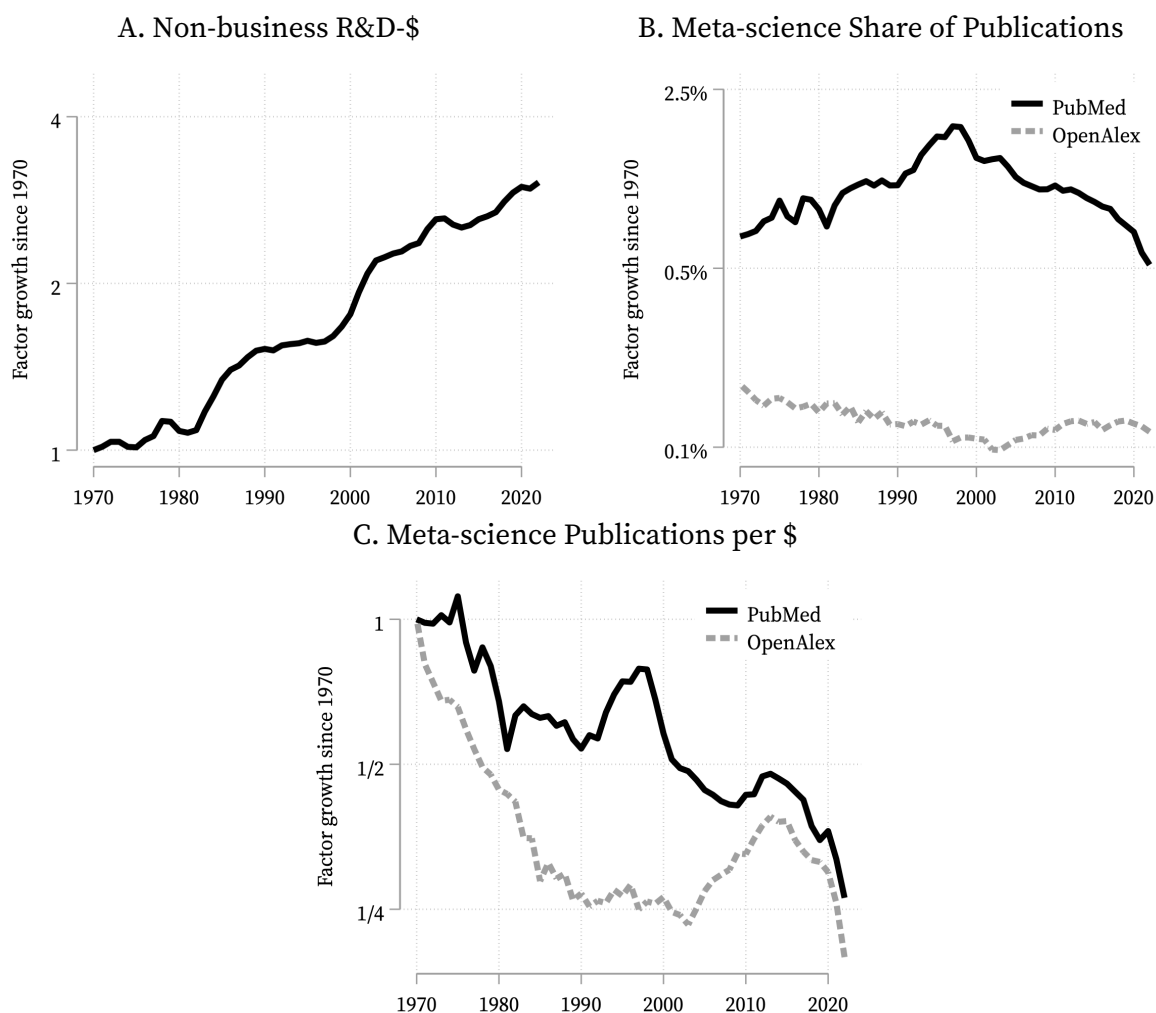 A. Non-business R&D-$
Factor growth since 1970
4
2
1
1970 1980 1990 2000 2010 2020
B. Meta-science Share of Publications
Factor growth since 1970
2.5%
0.5%
0.1%
PubMed
OpenAlex
1970 1980 1990 2000 2010 2020
C. Meta-science Publications per $
Factor growth since 1970
1
1/2
1/4
PubMed
OpenAlex
1970 1980 1990 2000 2010 2020